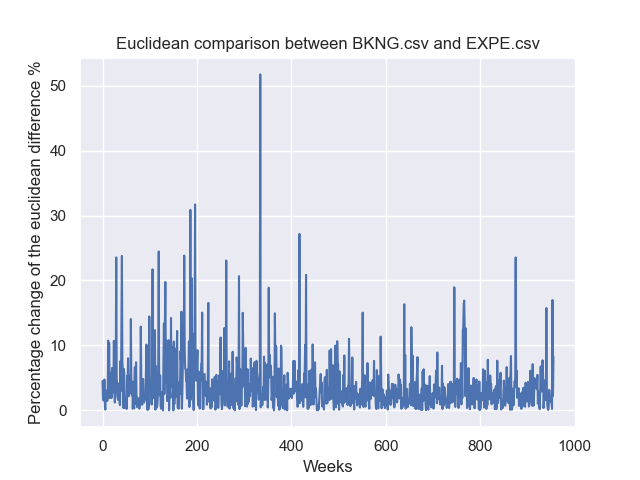 Euclidean comparison between BKNG.csv and EXPE.csv
Percentage change of the euclidean difference %
50
40
30
20
10
0
0 200 400 600 800 1000
Weeks